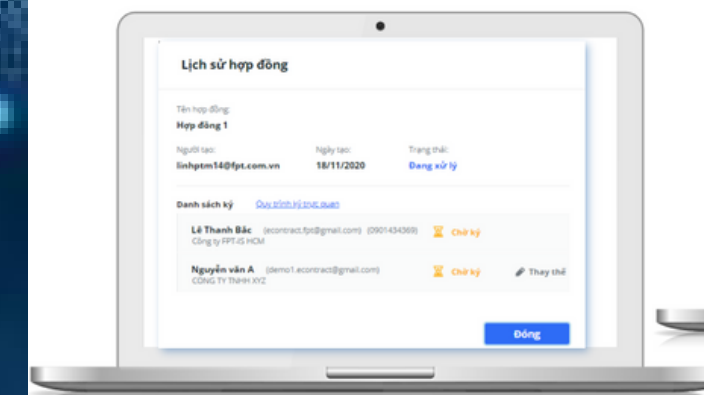 Lịch sử hợp đồng
Tên hợp đồng:
Hợp đồng 1
Người tạo: Ngày tạo: Trạng thái:
linhptm14@fpt.com.vn 18/11/2020 Đang xử lý
Danh sách ký Quy trình ký trực quan
Lê Thanh Bắc (econtract.fpt@gmail.com) (0901434369) Chờ ký
Công ty FPT-IS HCM
Nguyễn văn A (demo1.econtract@gmail.com) Chờ ký Thay thế
CONG TY TNHH XYZ
Đóng